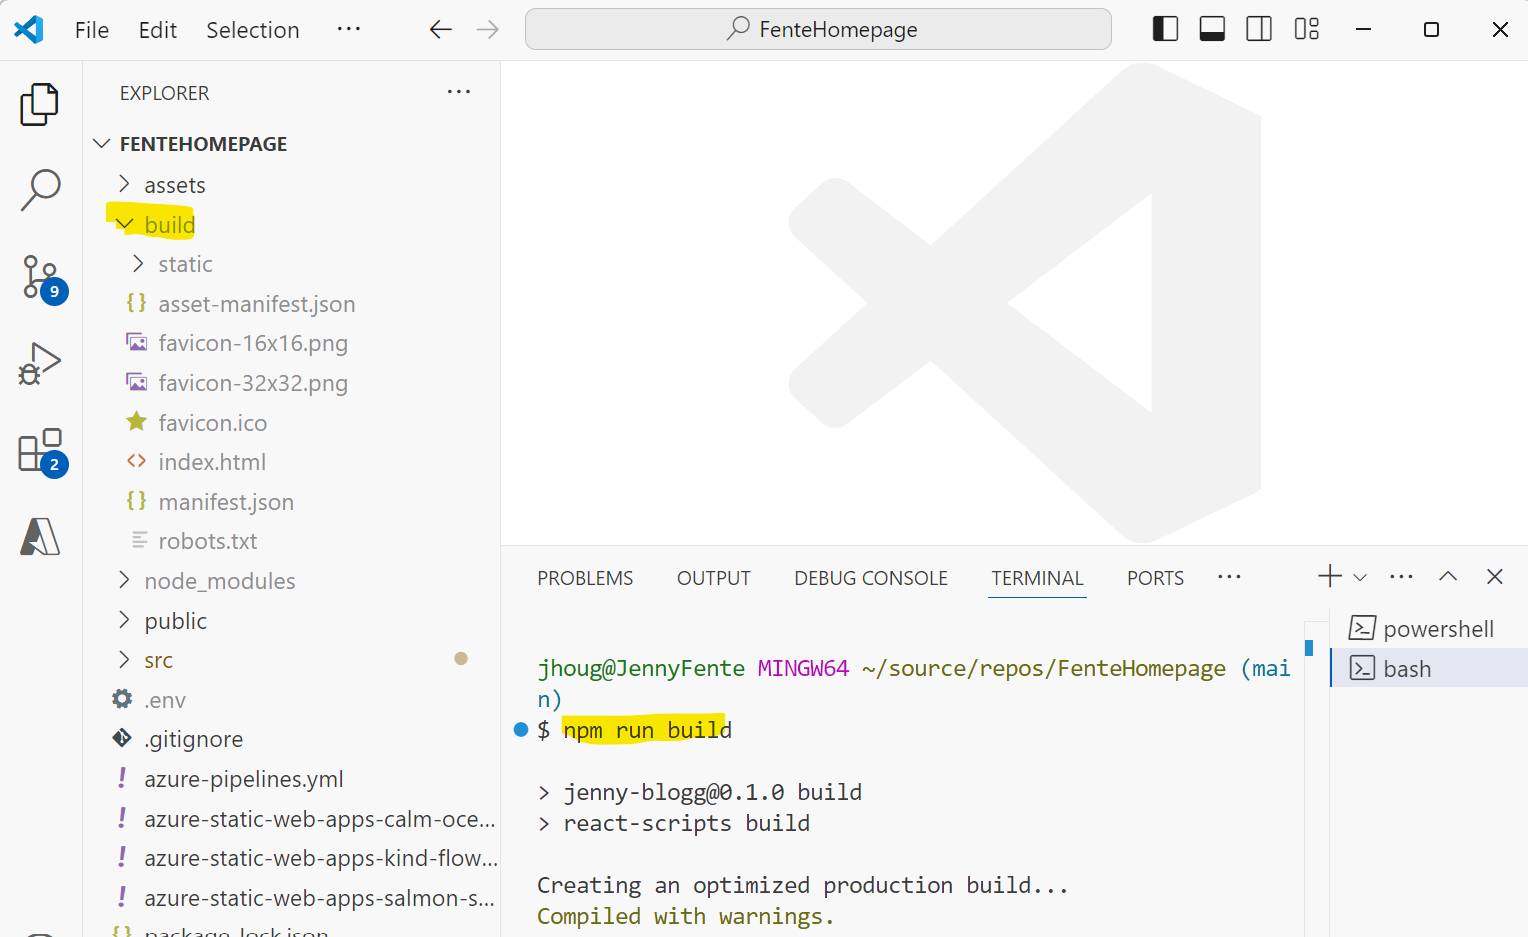 File Edit Selection ··· FenteHomepage
EXPLORER ···
FENTEHOMEPAGE
assets
build
static
9
{} asset-manifest.json
favicon-16x16.png
favicon-32x32.png
favicon.ico
<> index.html
2
{} manifest.json
robots.txt
node_modules
public
src
.env
.gitignore
! azure-pipelines.yml
! azure-static-web-apps-calm-oce...
! azure-static-web-apps-kind-flow...
! azure-static-web-apps-salmon-s...
{} package-lock.json
PROBLEMS OUTPUT DEBUG CONSOLE TERMINAL PORTS ···
powershell
bash
jhoug@JennyFente MINGW64 ~/source/repos/FenteHomepage (mai
n)
$ npm run build
> jenny-blogg@0.1.0 build
> react-scripts build
Creating an optimized production build...
Compiled with warnings.